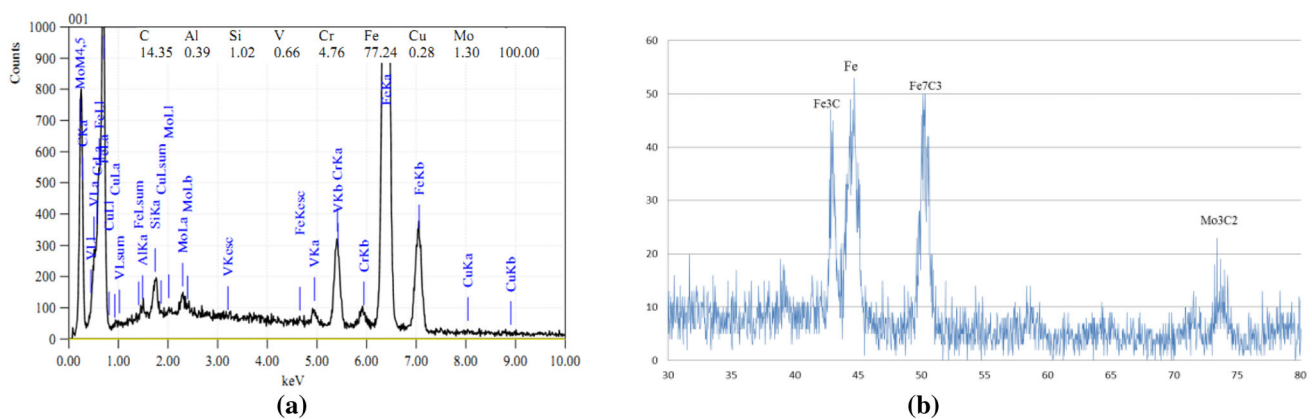 001
C Al Si V Cr Fe Cu Mo
14.35 0.39 1.02 0.66 4.76 77.24 0.28 1.30 100.00
1000
900
800
700
600
500
400
300
200
100
0
Counts
MoM4,5
CKa
VLl
VLa
CrLa
FeLl
FeLa
CuLl
CuLa
VLsum
AlKa
FeLsum
SiKa
CuLsum
MoLl
MoLa
MoLb
VKesc
FeKesc
VKa
VKb CrKa
CrKb
FeKa
FeKb
CuKa
CuKb
0.00 1.00 2.00 3.00 4.00 5.00 6.00 7.00 8.00 9.00 10.00
keV
(a)
60
50
40
30
20
10
0
Fe3C
Fe
Fe7C3
Mo3C2
30 35 40 45 50 55 60 65 70 75 80
(b)